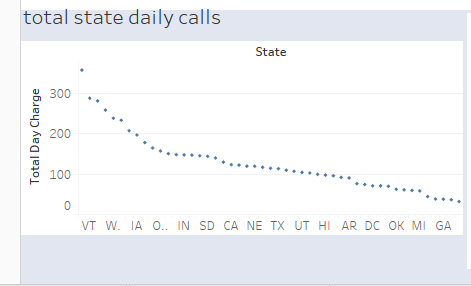 total state daily calls
State
Total Day Charge
300
200
100
0
VT W. IA O.. IN SD CA NE TX UT HI AR DC OK MI GA